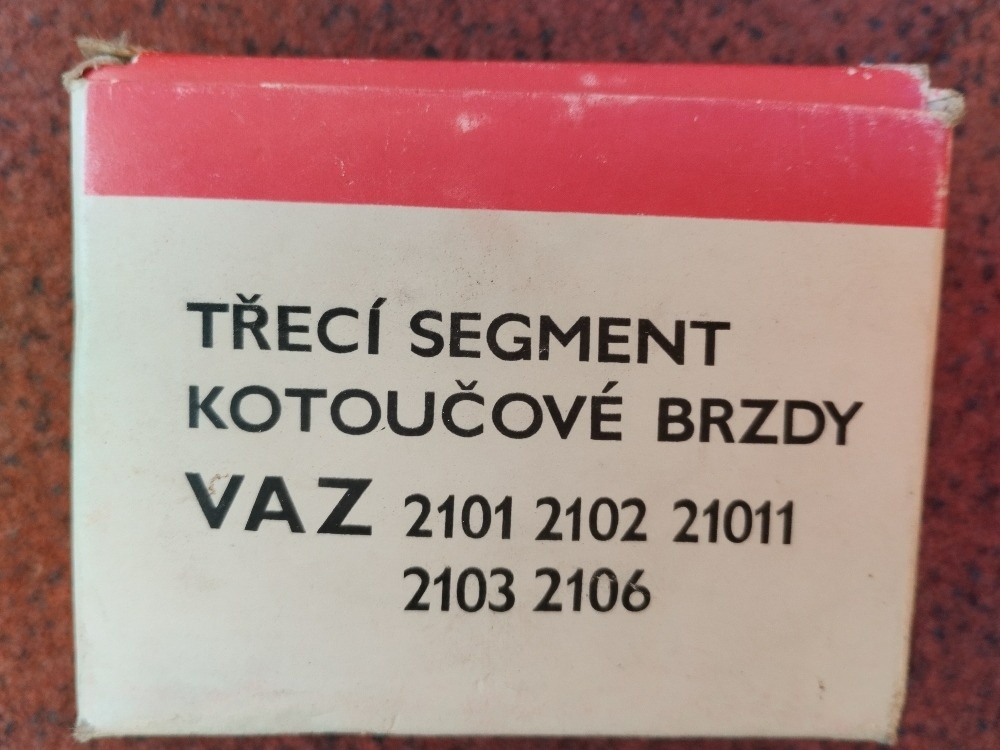 TŘECÍ SEGMENT
KOTOUČOVÉ BRZDY
VAZ 2101 2102 21011
2103 2106